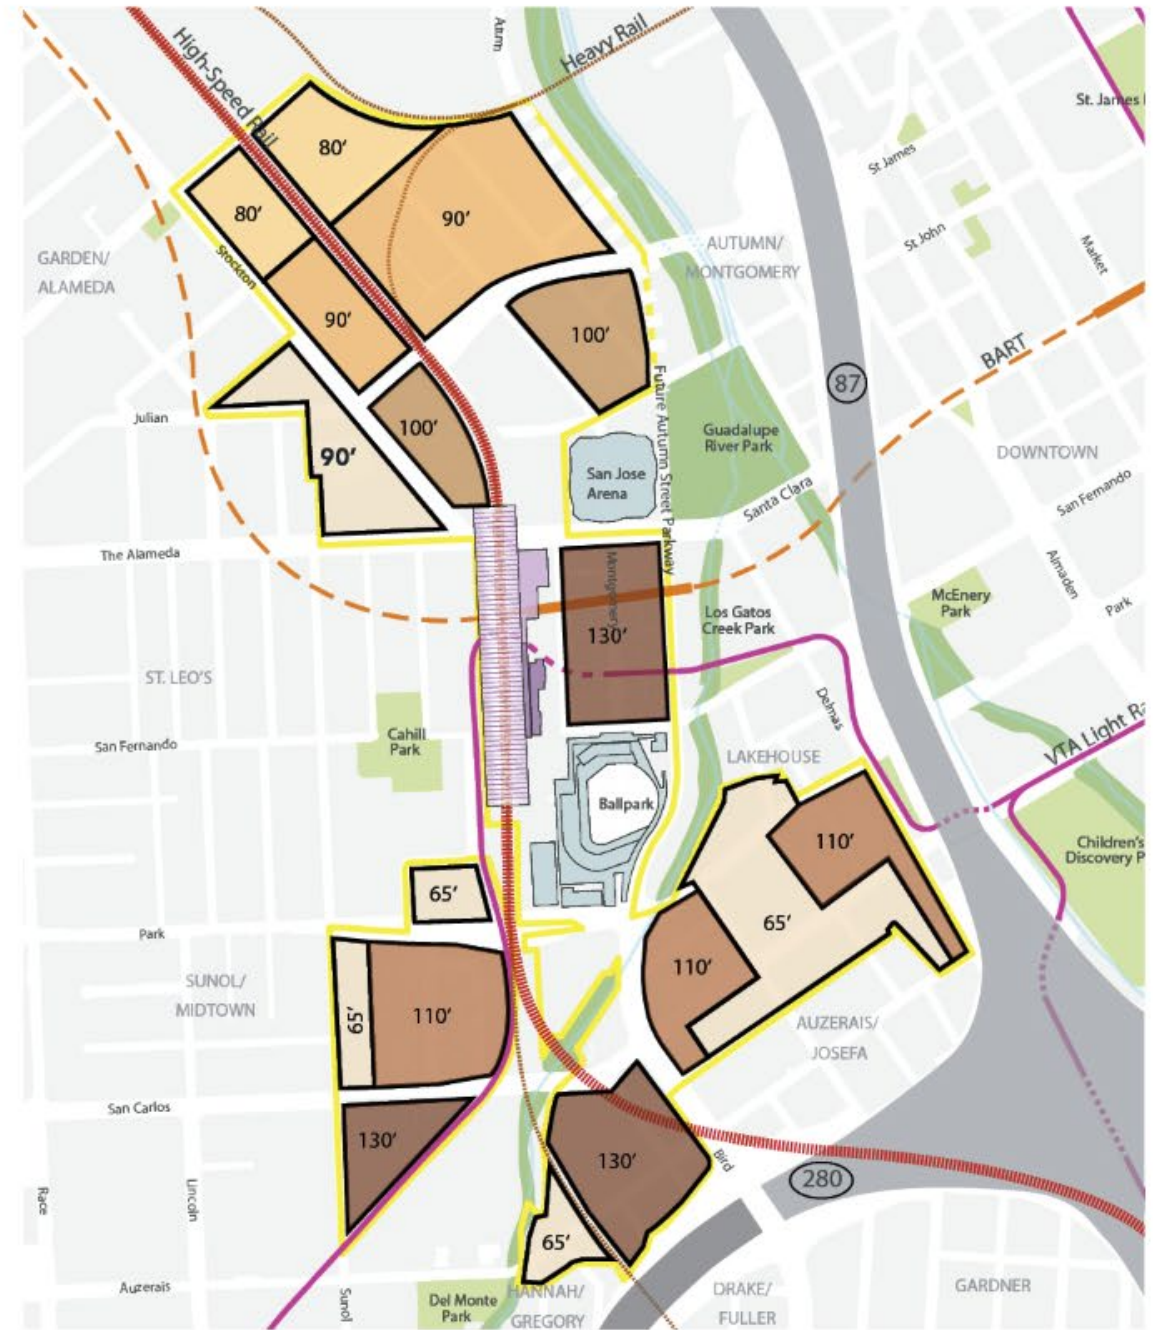 High-Speed Rail
Autum
Heavy Rail
St. James
80'
St James
80'
90'
GARDEN/
ALAMEDA
Stockton
AUTUMN/
MONTGOMERY
St John
Market
90'
100'
BART
87
Future Autumn Street Parkway
Julian
100'
90'
Guadalupe
River Park
DOWNTOWN
San Jose
Arena
Santa Clara
San Fernando
The Alameda
Montgomery
Almaden
McEnery
Park
Park
130'
Los Gatos
Creek Park
ST. LEO'S
Delmas
San Fernando
Cahill
Park
VTA Light Ra
LAKEHOUSE
Ballpark
110'
Children's
Discovery P
65'
65'
Park
SUNOL/
MIDTOWN
110'
65'
110'
AUZERAIS/
JOSEFA
San Carlos
130'
130'
Bird
280
Race
Lincoln
65'
Auzerais
Sunol
Del Monte
Park
HANNAH/
GREGORY
DRAKE/
FULLER
GARDNER